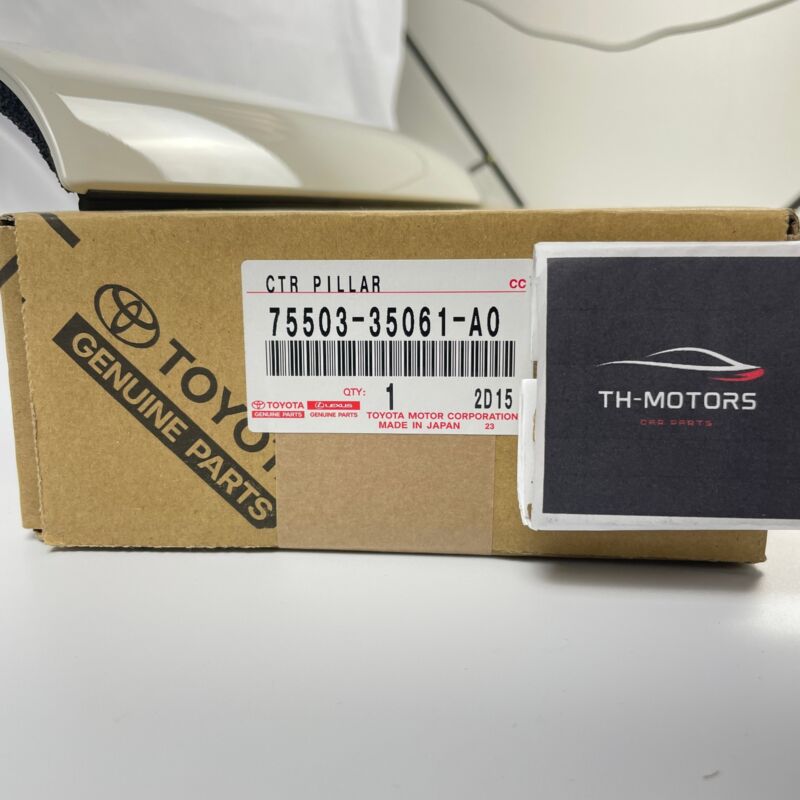 TOYO
GENUINE PARTS
CTR PILLAR CC
75503-35061-A0
QTY: 1 2D15
TOYOTA LEXUS
GENUINE PARTS GENUINE PARTS
TOYOTA MOTOR CORPORATION
MADE IN JAPAN 23
TH-MOTORS
CAR PARTS